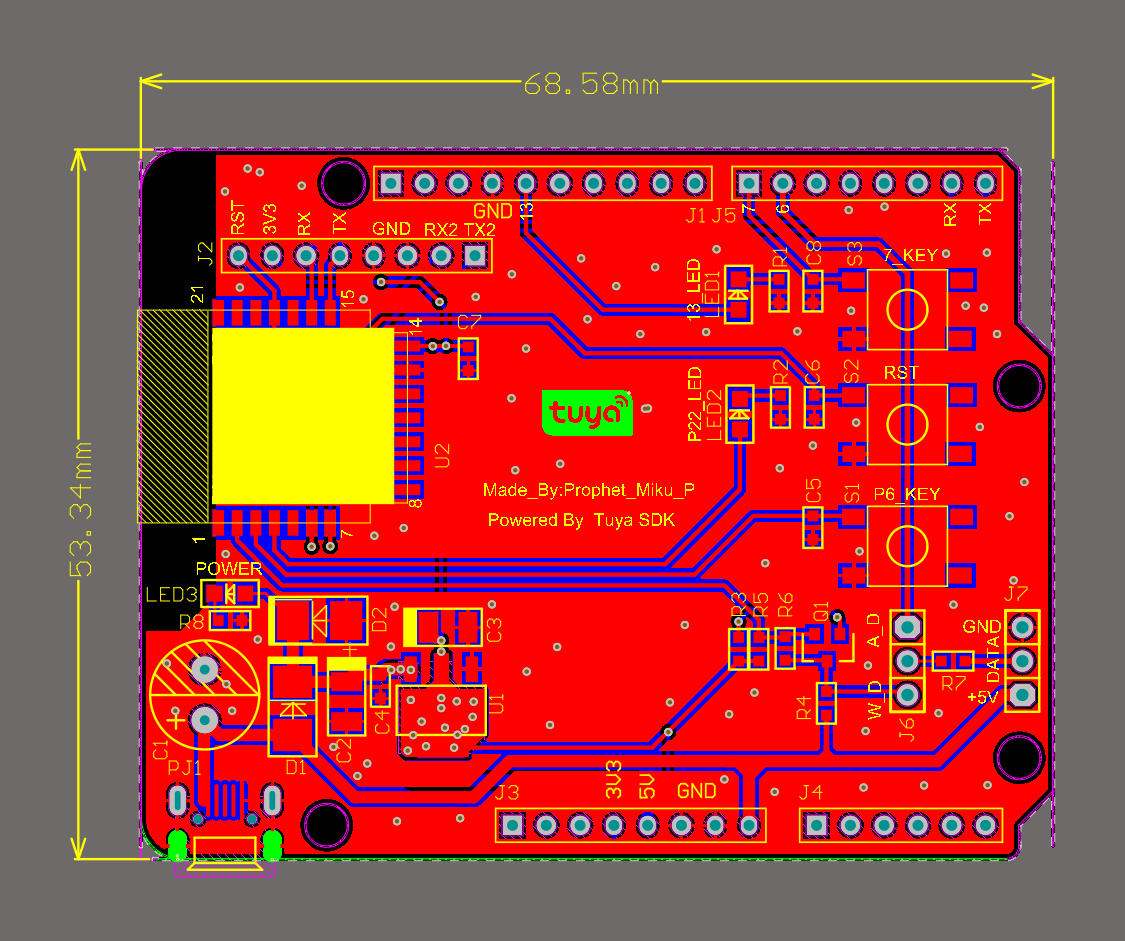 68.58mm
53.34mm
RST
3V3
RX
TX
GND
RX2
TX2
J2
GND
13
J1
J5
7
6
RX
TX
21
15
14
C7
U2
8
7
1
13_LED
LED1
R1
C8
S3
7_KEY
P22_LED
LED2
R2
C6
S2
RST
tuya
Made_By:Prophet_Miku_P
Powered By Tuya SDK
C5
S1
P6_KEY
POWER
LED3
R8
D2
C3
+
C1
PJ1
D1
C2
C4
U1
R3
R5
R6
Q1
A_D
R4
W_D
J6
R7
J7
GND
DATA
+5V
J3
3V3
5V
GND
J4